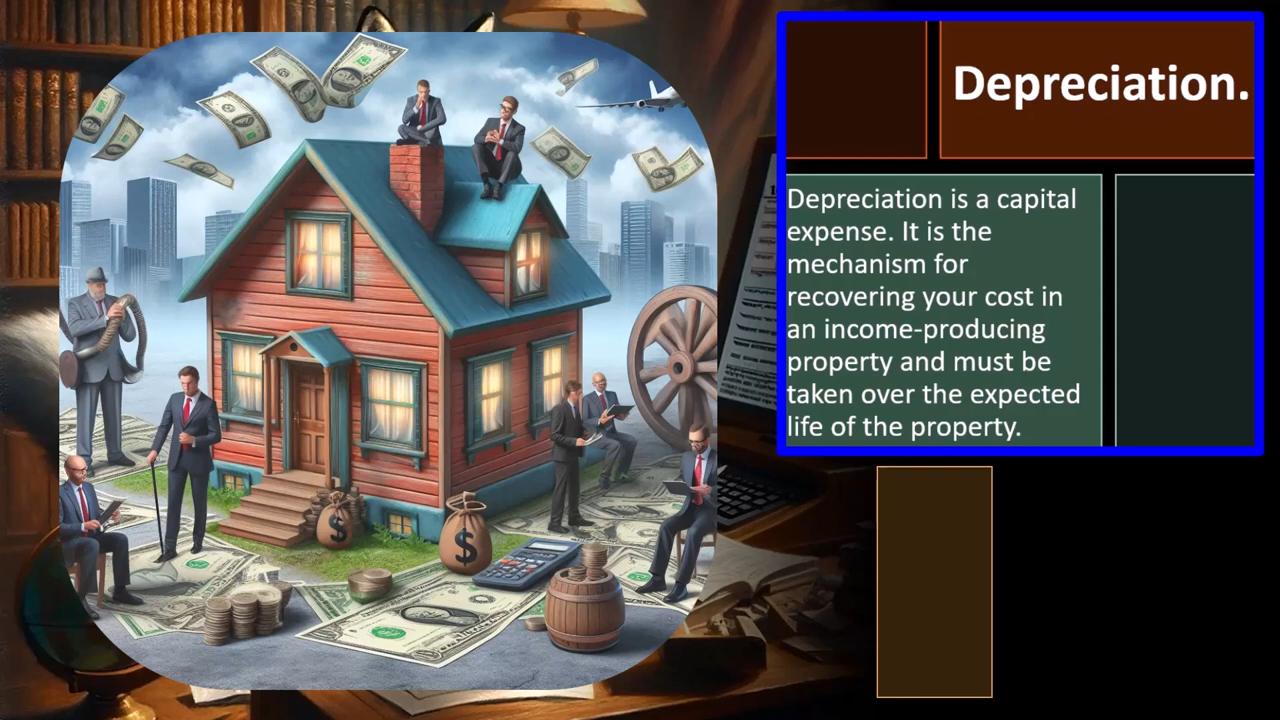 Depreciation.
Depreciation is a capital
expense. It is the
mechanism for
recovering your cost in
an income-producing
property and must be
taken over the expected
life of the property.
$
$